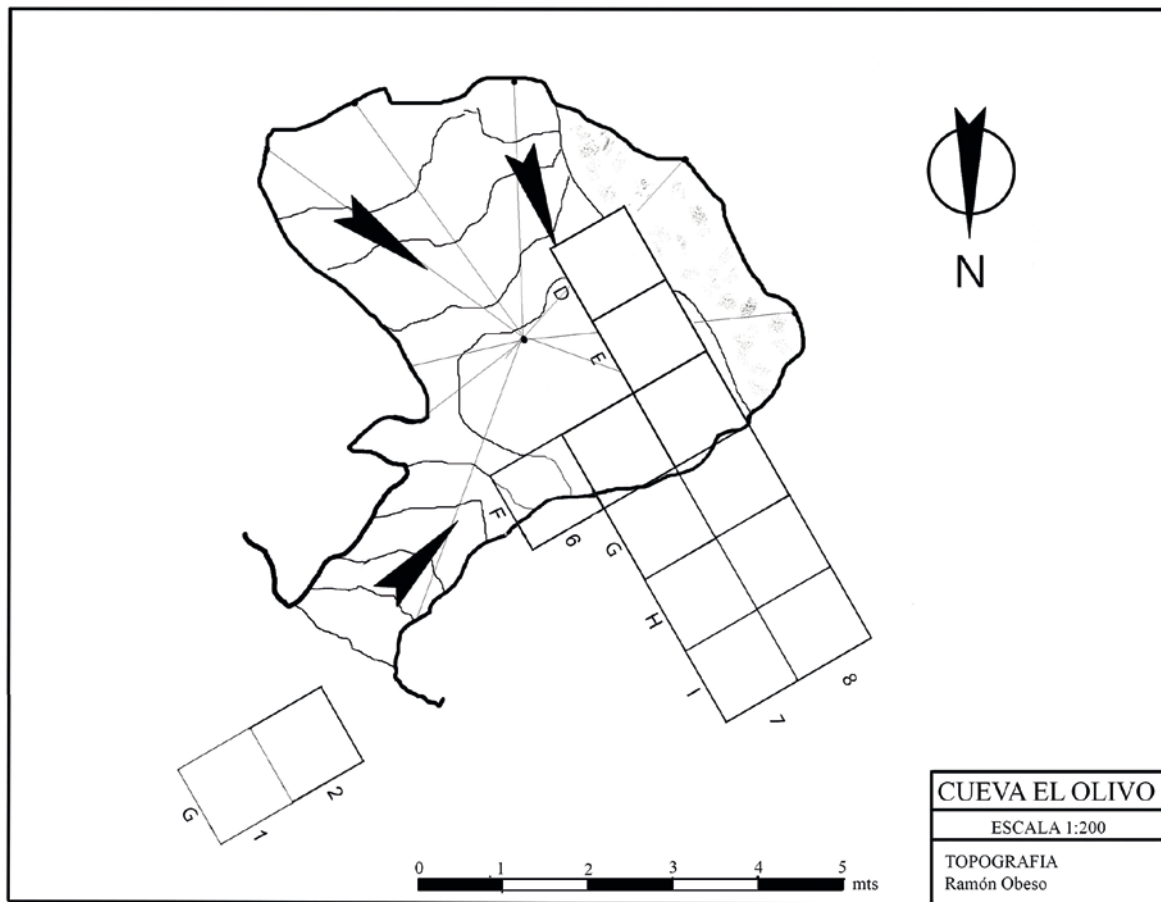 N
D
E
F
6
G
H
I
7
8
2
G
1
0 1 2 3 4 5
mts
CUEVA EL OLIVO
ESCALA 1:200
TOPOGRAFIA
Ramón Obeso